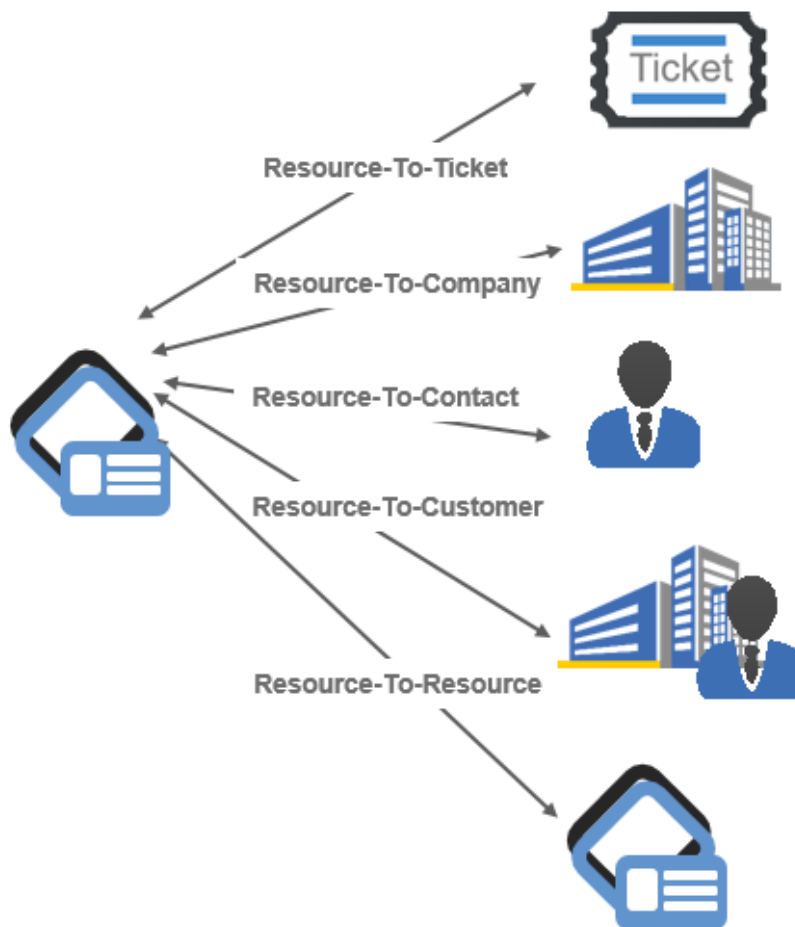 Ticket
Resource-To-Ticket
Resource-To-Company
Resource-To-Contact
Resource-To-Customer
Resource-To-Resource